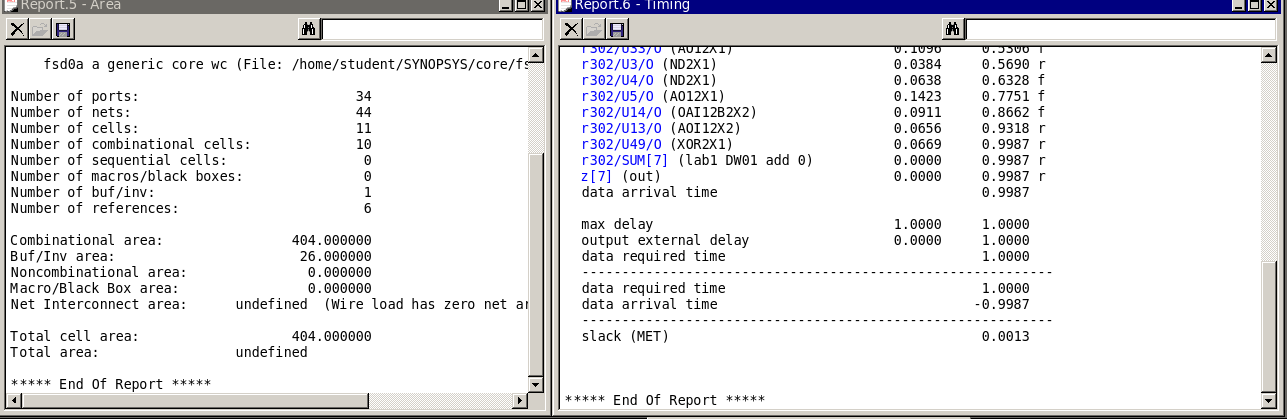 Report.5 - Area
fsd0a a generic core wc (File: /home/student/SYNOPSYS/core/fs
Number of ports: 34
Number of nets: 44
Number of cells: 11
Number of combinational cells: 10
Number of sequential cells: 0
Number of macros/black boxes: 0
Number of buf/inv: 1
Number of references: 6
Combinational area: 404.000000
Buf/Inv area: 26.000000
Noncombinational area: 0.000000
Macro/Black Box area: 0.000000
Net Interconnect area: undefined (Wire load has zero net ar
Total cell area: 404.000000
Total area: undefined
***** End Of Report *****
Report.6 - Timing
r302/U33/O (AO12X1) 0.1096 0.5306 f
r302/U3/O (ND2X1) 0.0384 0.5690 r
r302/U4/O (ND2X1) 0.0638 0.6328 f
r302/U5/O (AO12X1) 0.1423 0.7751 f
r302/U14/O (OAI12B2X2) 0.0911 0.8662 f
r302/U13/O (AOI12X2) 0.0656 0.9318 r
r302/U49/O (XOR2X1) 0.0669 0.9987 r
r302/SUM[7] (lab1 DW01 add 0) 0.0000 0.9987 r
z[7] (out) 0.0000 0.9987 r
data arrival time 0.9987
max delay 1.0000 1.0000
output external delay 0.0000 1.0000
data required time 1.0000
-----------------------------------------------------------
data required time 1.0000
data arrival time -0.9987
-----------------------------------------------------------
slack (MET) 0.0013
***** End Of Report *****